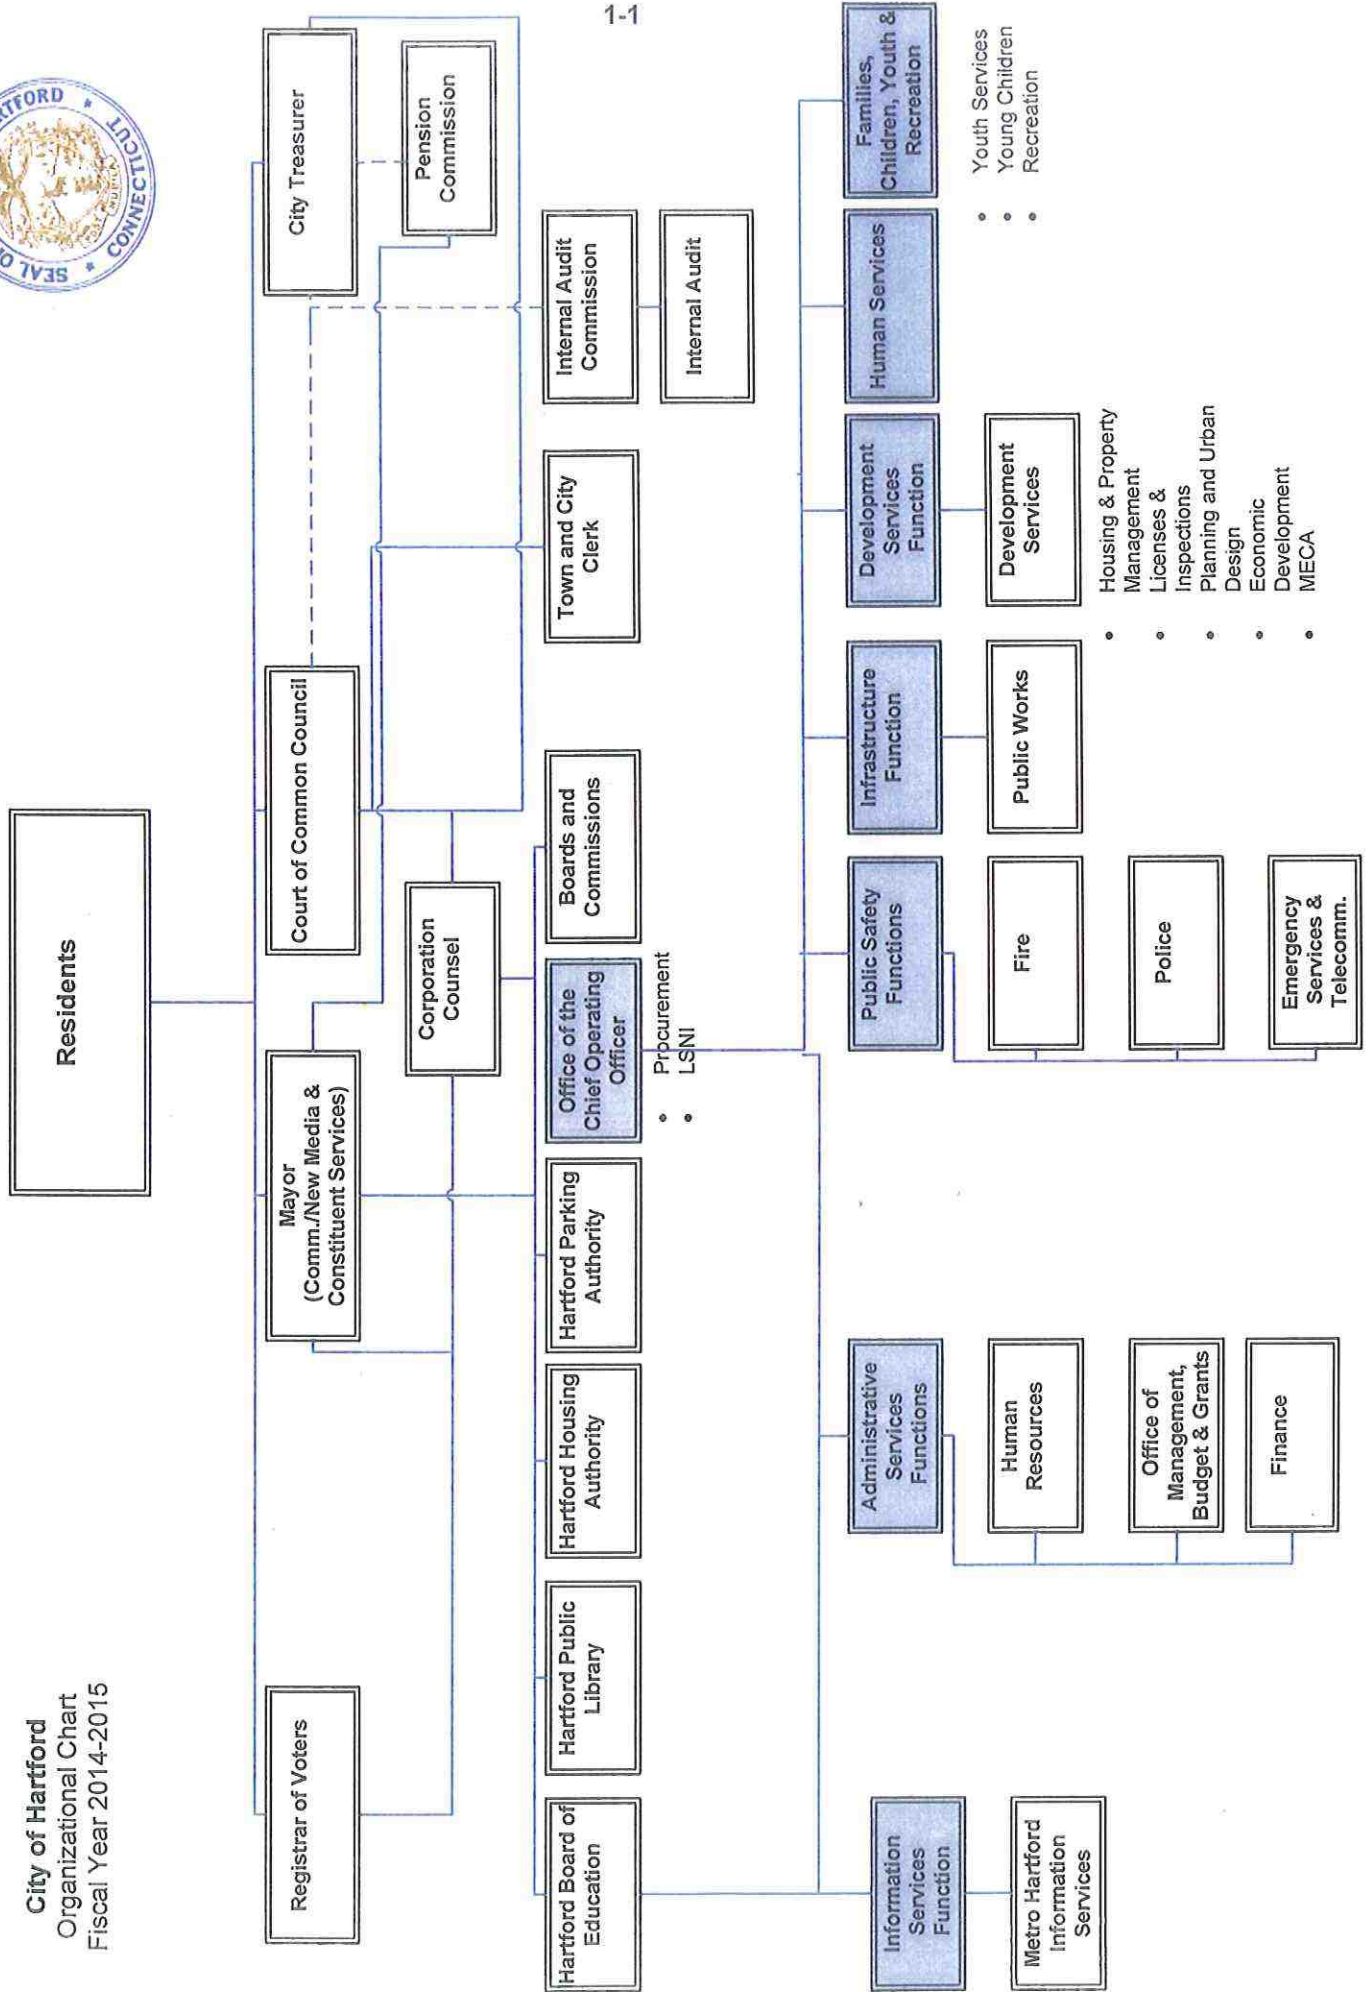 City of Hartford
Organizational Chart
Fiscal Year 2014-2015
SEAL OF
HARTFORD
CONNECTICUT
Residents
Registrar of Voters
Mayor
(Comm./New Media &
Constituent Services)
Court of Common Council
City Treasurer
Corporation
Counsel
Pension
Commission
Hartford Board of
Education
Hartford Public
Library
Hartford Housing
Authority
Hartford Parking
Authority
Office of the
Chief Operating
Officer
• Procurement
• LSNI
Boards and
Commissions
Town and City
Clerk
Internal Audit
Commission
Internal Audit
1-1
Information
Services
Function
Metro Hartford
Information
Services
Administrative
Services
Functions
Human
Resources
Office of
Management,
Budget & Grants
Finance
Public Safety
Functions
Fire
Police
Emergency
Services &
Telecomm.
Infrastructure
Function
Public Works
Development
Services
Function
Development
Services
• Housing & Property
Management
• Licenses &
Inspections
• Planning and Urban
Design
• Economic
Development
• MECA
Human Services
Families,
Children, Youth &
Recreation
• Youth Services
• Young Children
• Recreation